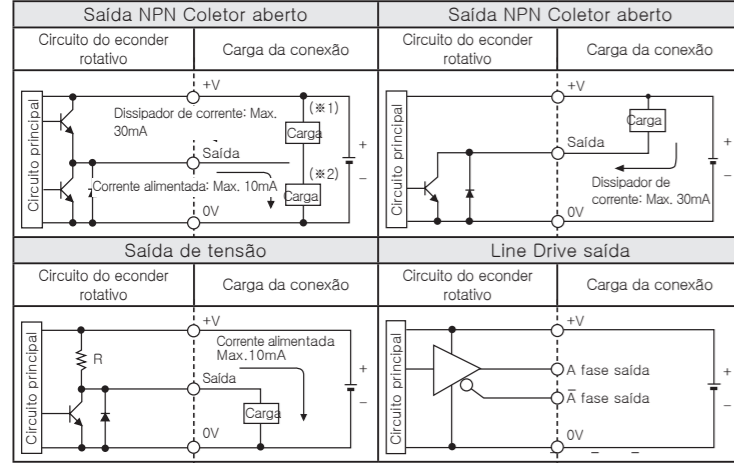 Saída NPN Coletor aberto
Circuito do econder
rotativo
Carga da conexão
Circuito principal
+V
Dissipador de corrente: Max.
30mA
(※1)
Carga
Saída
(※2)
Corrente alimentada: Max. 10mA
Carga
+
–
0V
Saída NPN Coletor aberto
Circuito do econder
rotativo
Carga da conexão
Circuito principal
+V
Carga
Saída
+
–
Dissipador de
corrente: Max. 30mA
0V
Saída de tensão
Circuito do econder
rotativo
Carga da conexão
Circuito principal
+V
R
Corrente alimentada
Max.10mA
Saída
Carga
+
–
0V
Line Drive saída
Circuito do econder
rotativo
Carga da conexão
Circuito principal
+V
A fase saída
A̅ fase saída
+
–
0V